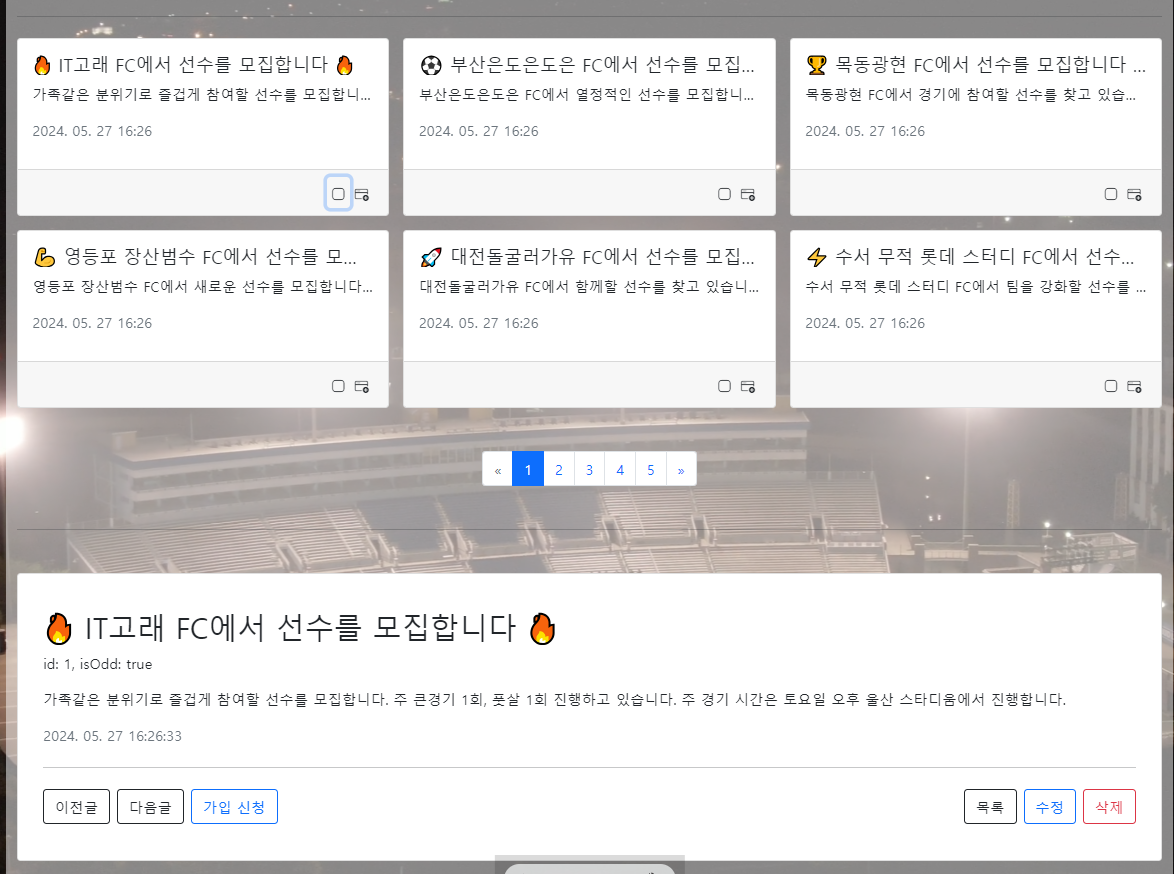 🔥 IT고래 FC에서 선수를 모집합니다 🔥
가족같은 분위기로 즐겁게 참여할 선수를 모집합니...
2024. 05. 27 16:26
⚽ 부산은도은도은 FC에서 선수를 모집...
부산은도은도은 FC에서 열정적인 선수를 모집합니...
2024. 05. 27 16:26
🏆 목동광현 FC에서 선수를 모집합니다 ...
목동광현 FC에서 경기에 참여할 선수를 찾고 있습...
2024. 05. 27 16:26
💪 영등포 장산범수 FC에서 선수를 모...
영등포 장산범수 FC에서 새로운 선수를 모집합니다...
2024. 05. 27 16:26
🚀 대전돌굴러가유 FC에서 선수를 모집...
대전돌굴러가유 FC에서 함께할 선수를 찾고 있습니...
2024. 05. 27 16:26
⚡ 수서 무적 롯데 스터디 FC에서 선수...
수서 무적 롯데 스터디 FC에서 팀을 강화할 선수를 ...
2024. 05. 27 16:26
« 1 2 3 4 5 »
🔥 IT고래 FC에서 선수를 모집합니다 🔥
id: 1, isOdd: true
가족같은 분위기로 즐겁게 참여할 선수를 모집합니다. 주 큰경기 1회, 풋살 1회 진행하고 있습니다. 주 경기 시간은 토요일 오후 울산 스타디움에서 진행합니다.
2024. 05. 27 16:26:33
이전글 다음글 가입 신청 목록 수정 삭제